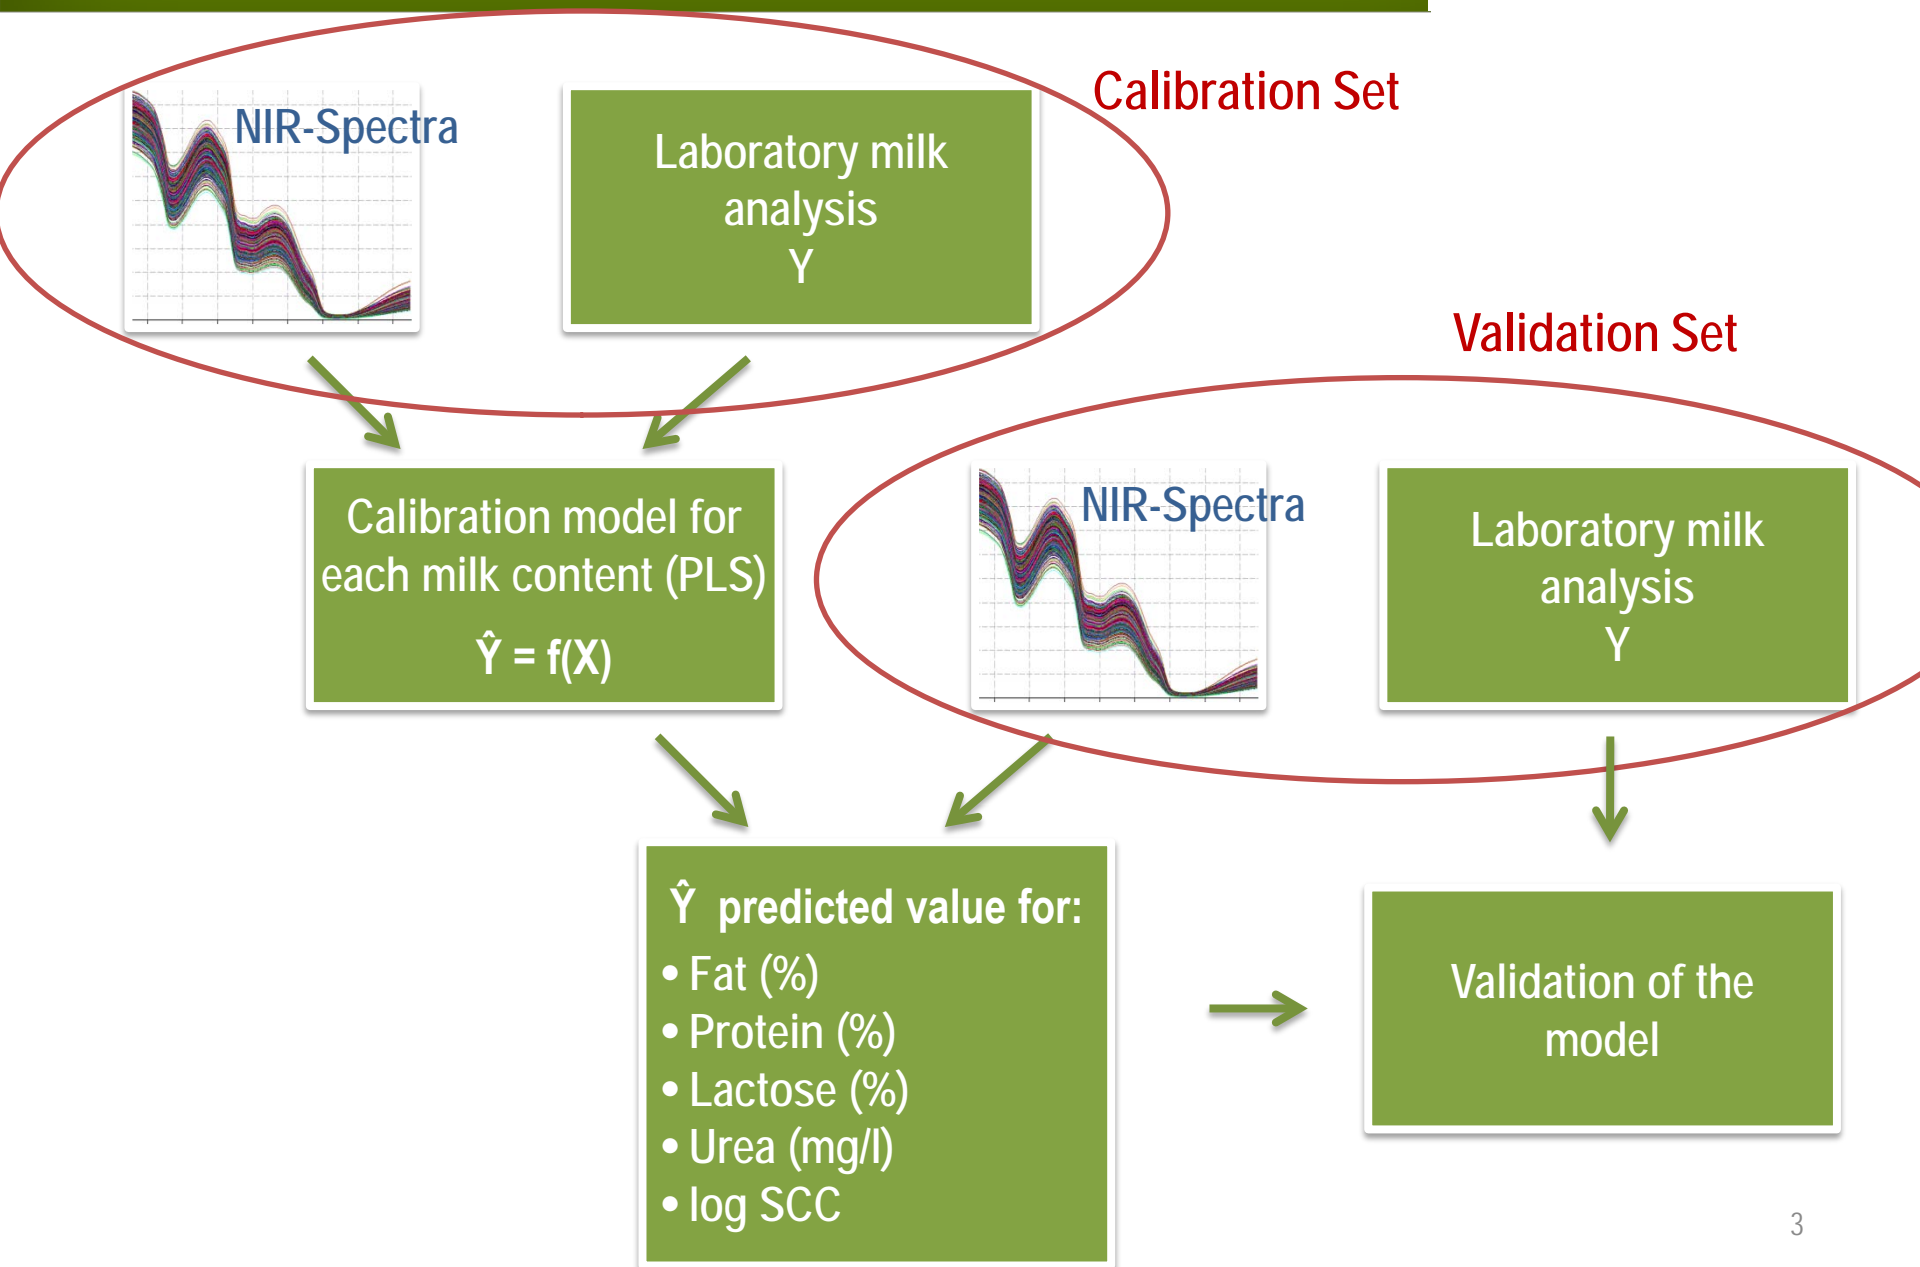 Calibration Set
NIR-Spectra
Laboratory milk
analysis
Y
Validation Set
Calibration model for
each milk content (PLS)
Ŷ = f(X)
NIR-Spectra
Laboratory milk
analysis
Y
Ŷ predicted value for:
• Fat (%)
• Protein (%)
• Lactose (%)
• Urea (mg/l)
• log SCC
Validation of the
model
3